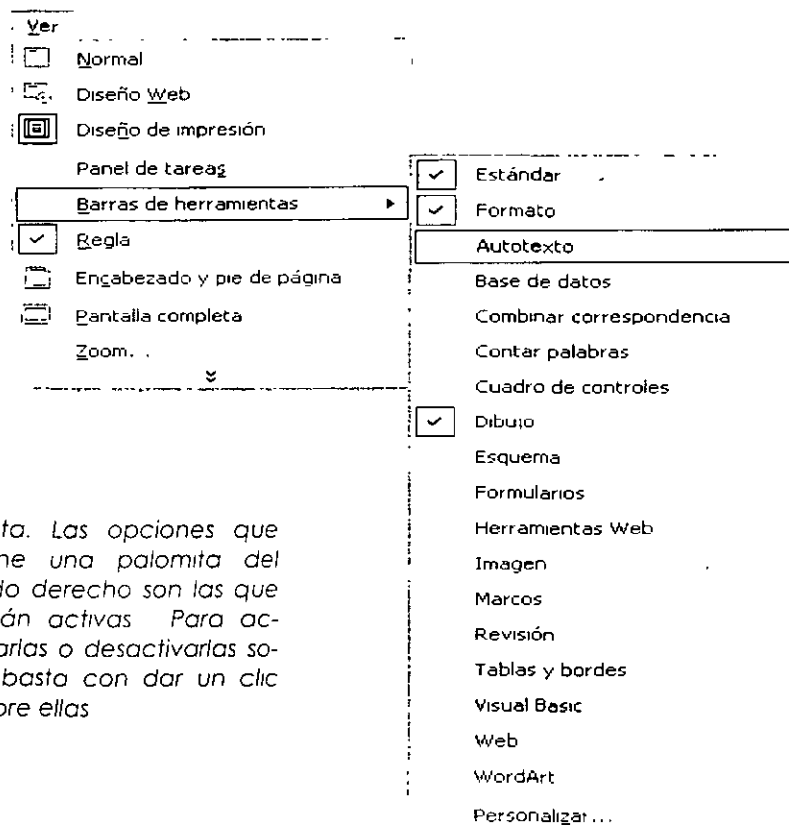 Ver
Normal
Diseño Web
Diseño de impresión
Panel de tareas
Barras de herramientas
Regla
Encabezado y pie de página
Pantalla completa
Zoom. .
Estándar
Formato
Autotexto
Base de datos
Combinar correspondencia
Contar palabras
Cuadro de controles
Dibujo
Esquema
Formularios
Herramientas Web
Imagen
Marcos
Revisión
Tablas y bordes
Visual Basic
Web
WordArt
Personalizar...
ta. Las opciones que
ne una palomita del
do derecho son las que
án activas Para ac-
arlas o desactivarlas so-
basta con dar un clic
bre ellas